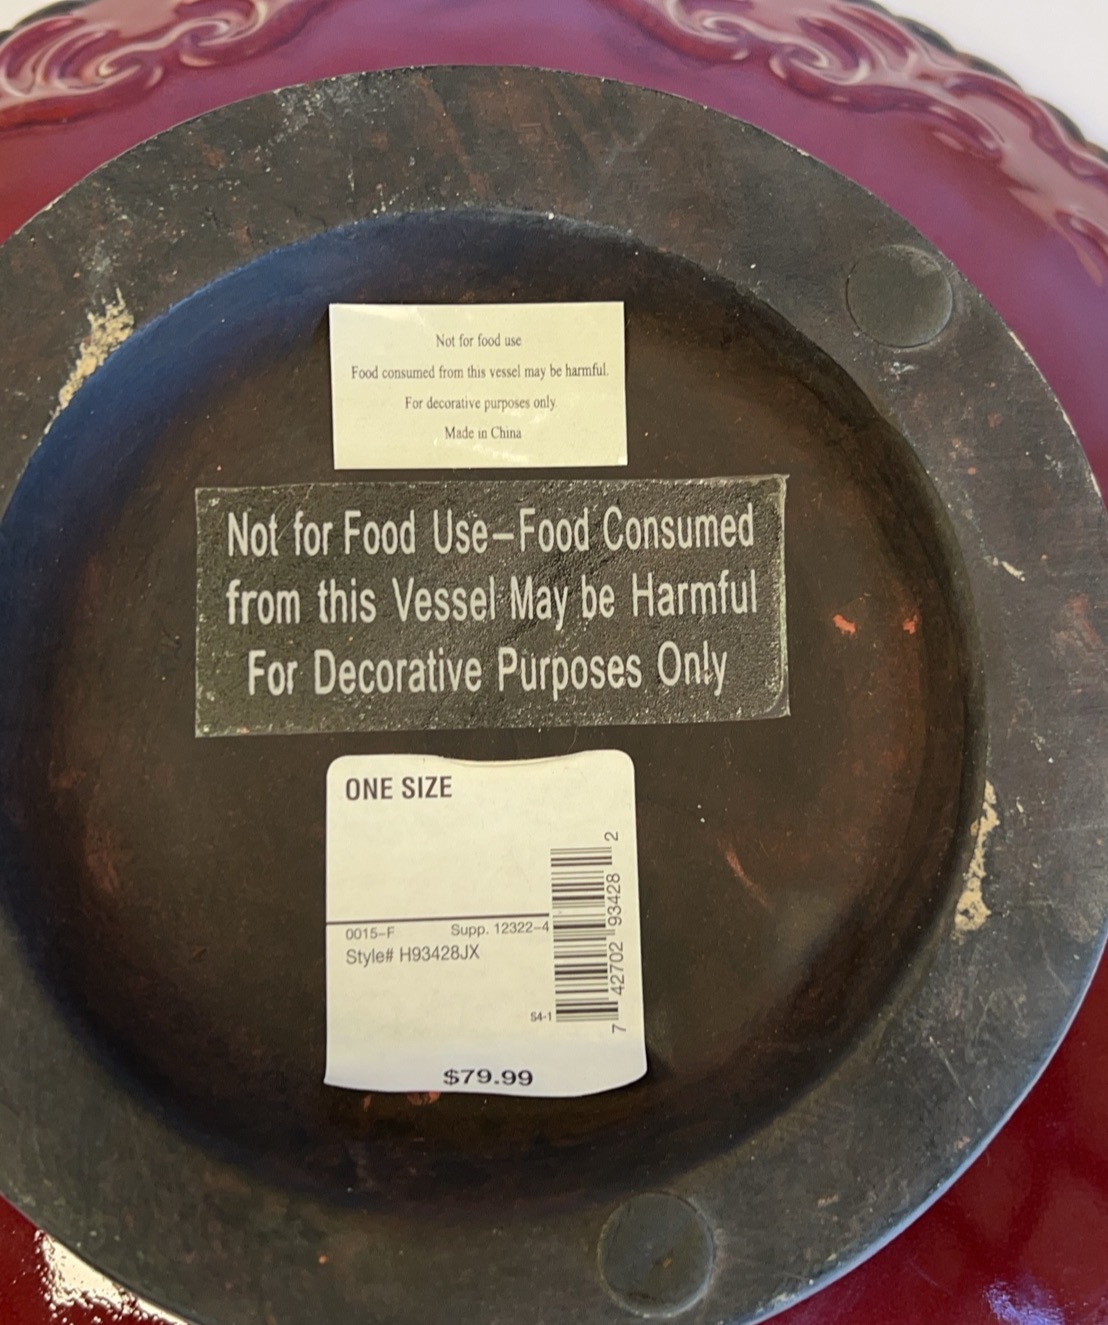 Not for food use
Food consumed from this vessel may be harmful.
For decorative purposes only
Made in China
Not for Food Use–Food Consumed
from this Vessel May be Harmful
For Decorative Purposes Only
ONE SIZE
0015-F Supp. 12322-4
Style# H93428JX
S4-1
7 42702 93428 2
$79.99